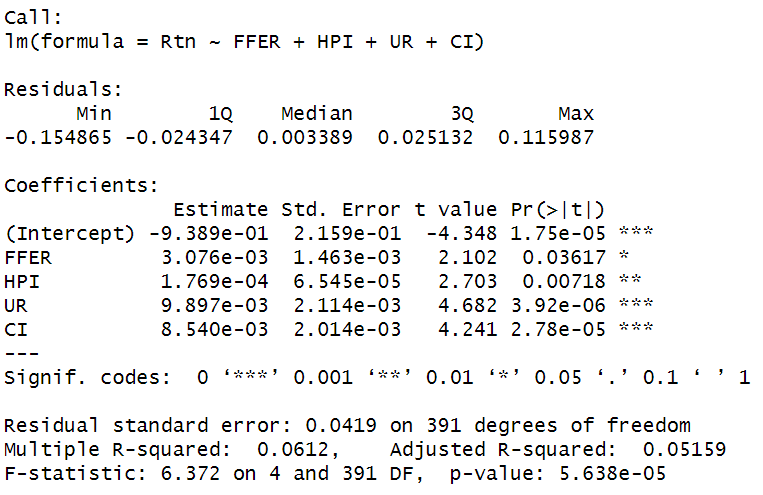 Call:
lm(formula = Rtn ~ FFER + HPI + UR + CI)
Residuals:
      Min        1Q    Median        3Q       Max
-0.154865 -0.024347  0.003389  0.025132  0.115987
Coefficients:
              Estimate Std. Error t value Pr(>|t|)
(Intercept) -9.389e-01  2.159e-01  -4.348 1.75e-05 ***
FFER         3.076e-03  1.463e-03   2.102  0.03617 *
HPI          1.769e-04  6.545e-05   2.703  0.00718 **
UR           9.897e-03  2.114e-03   4.682 3.92e-06 ***
CI           8.540e-03  2.014e-03   4.241 2.78e-05 ***
---
Signif. codes:  0 ‘***’ 0.001 ‘**’ 0.01 ‘*’ 0.05 ‘.’ 0.1 ‘ ’ 1
Residual standard error: 0.0419 on 391 degrees of freedom
Multiple R-squared:  0.0612,    Adjusted R-squared:  0.05159
F-statistic: 6.372 on 4 and 391 DF,  p-value: 5.638e-05